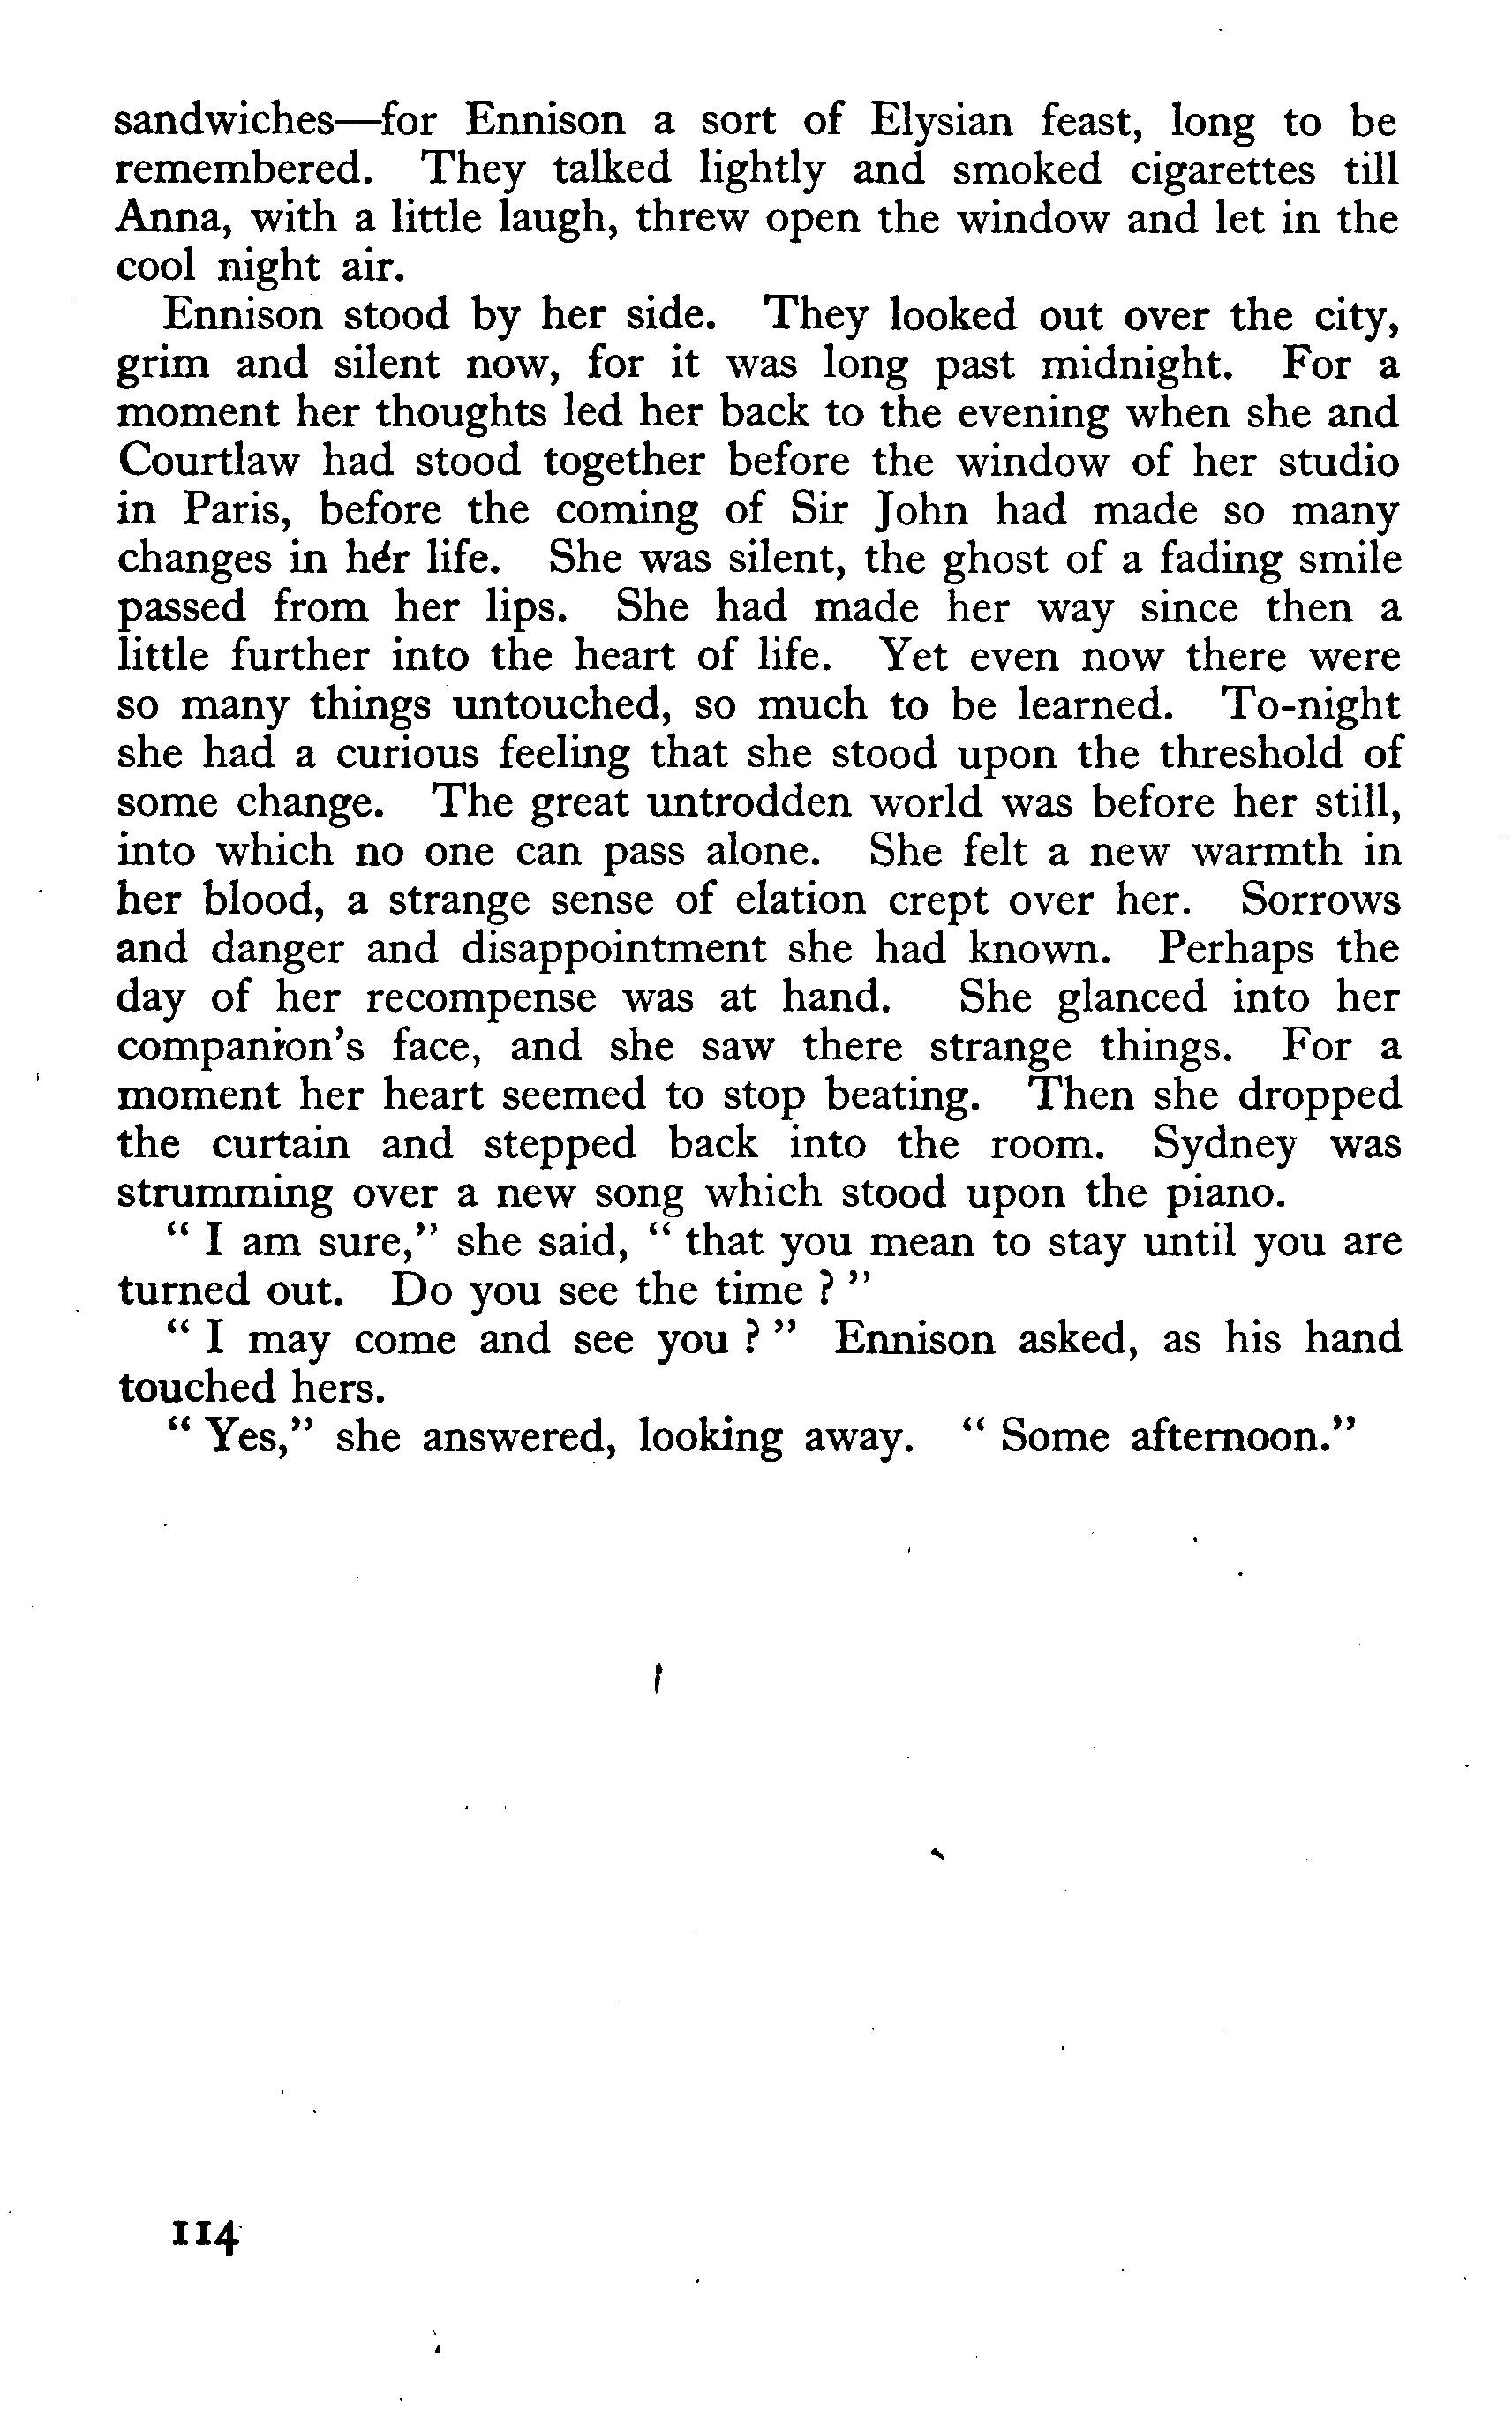 sandwiches—for Ennison a sort of Elysian feast, long to be
remembered. They talked lightly and smoked cigarettes till
Anna, with a little laugh, threw open the window and let in the
cool night air.
Ennison stood by her side. They looked out over the city,
grim and silent now, for it was long past midnight. For a
moment her thoughts led her back to the evening when she and
Courtlaw had stood together before the window of her studio
in Paris, before the coming of Sir John had made so many
changes in her life. She was silent, the ghost of a fading smile
passed from her lips. She had made her way since then a
little further into the heart of life. Yet even now there were
so many things untouched, so much to be learned. To-night
she had a curious feeling that she stood upon the threshold of
some change. The great untrodden world was before her still,
into which no one can pass alone. She felt a new warmth in
her blood, a strange sense of elation crept over her. Sorrows
and danger and disappointment she had known. Perhaps the
day of her recompense was at hand. She glanced into her
companion's face, and she saw there strange things. For a
moment her heart seemed to stop beating. Then she dropped
the curtain and stepped back into the room. Sydney was
strumming over a new song which stood upon the piano.
" I am sure," she said, " that you mean to stay until you are
turned out. Do you see the time ? "
" I may come and see you ? " Ennison asked, as his hand
touched hers.
" Yes," she answered, looking away. " Some afternoon."
114